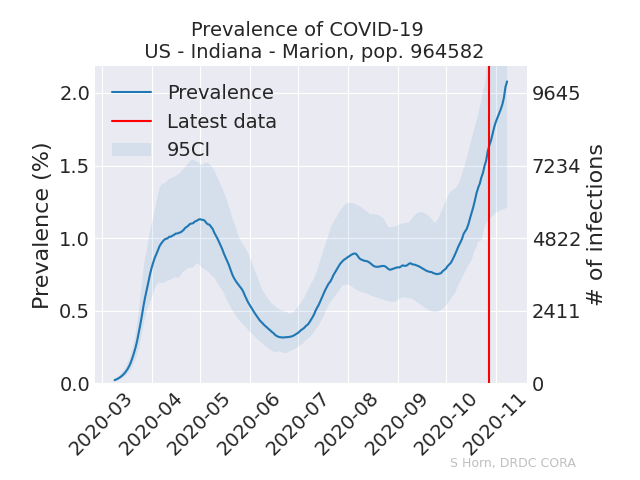 Prevalence of COVID-19
US - Indiana - Marion, pop. 964582
Prevalence
Latest data
95CI
Prevalence (%)
2.0
1.5
1.0
0.5
0.0
9645
7234
4822
2411
0
# of infections
2020-03
2020-04
2020-05
2020-06
2020-07
2020-08
2020-09
2020-10
2020-11
S Horn, DRDC CORA